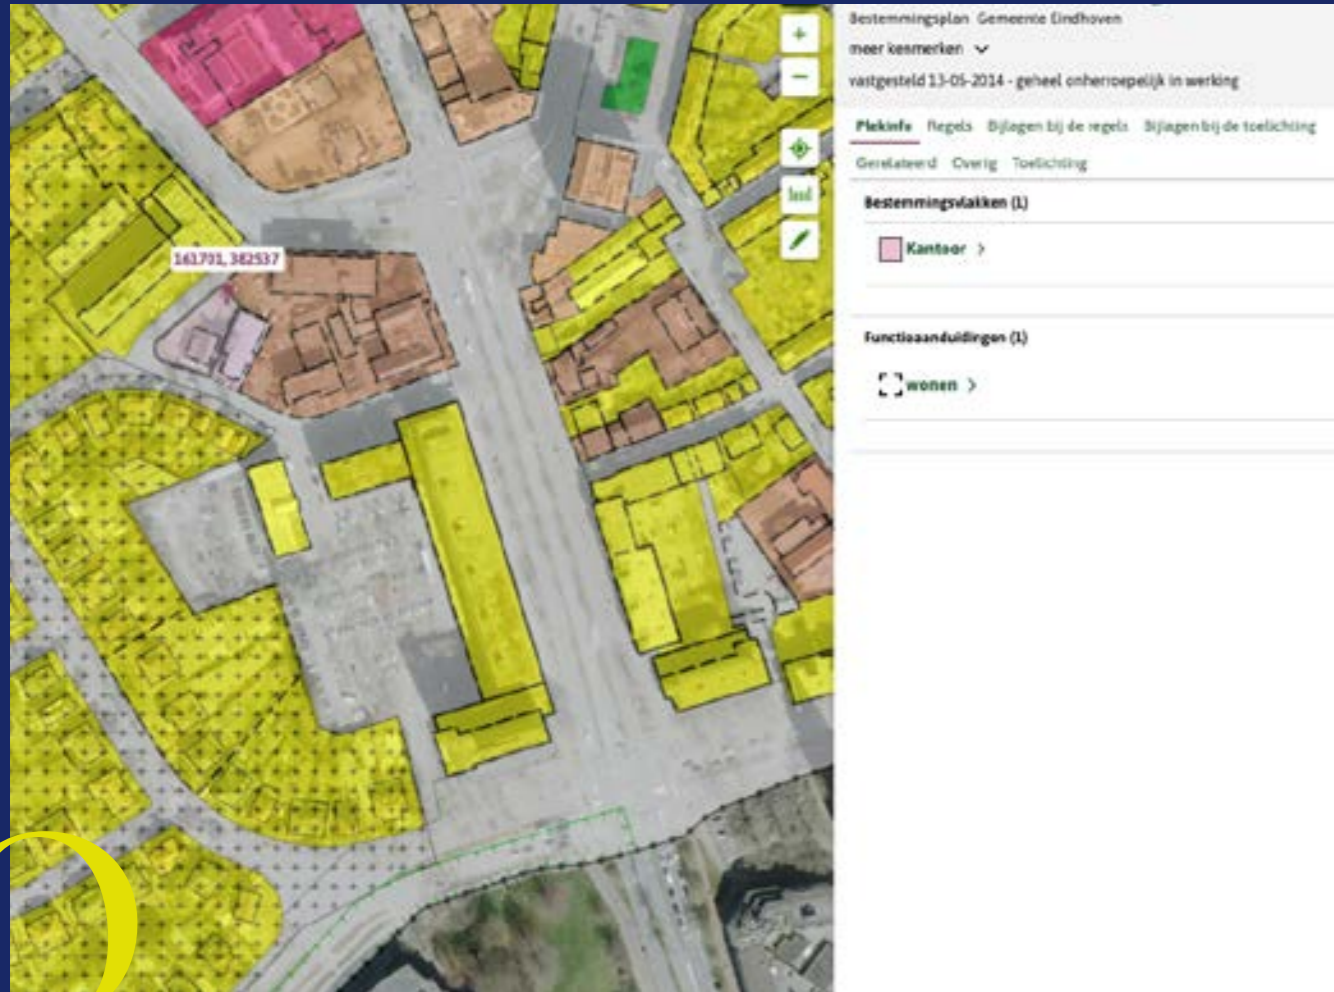 Bestemmingsplan Gemeente Eindhoven
meer kenmerken
vastgesteld 13-05-2014 - geheel onherroepelijk in werking
Plekinfo Regels Bijlagen bij de regels Bijlagen bij de toelichting
Gerelateerd Overig Toelichting
Bestemmingsvlakken (1)
Kantoor >
Functieaanduidingen (1)
wonen >
161701, 382537